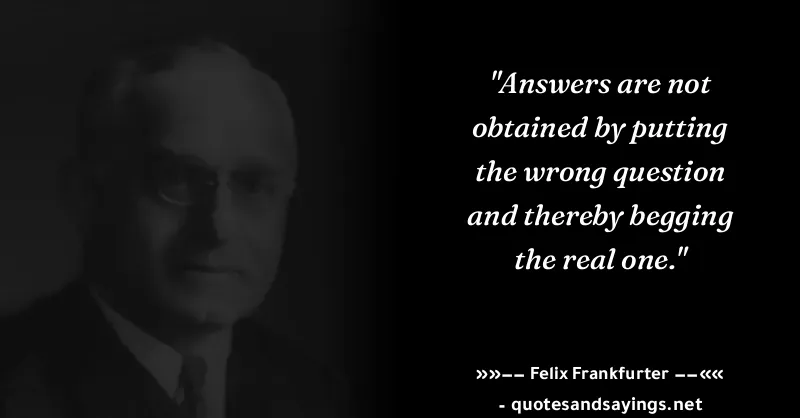 "Answers are not
obtained by putting
the wrong question
and thereby begging
the real one."
»»—— Felix Frankfurter ——««
- quotesandsayings.net